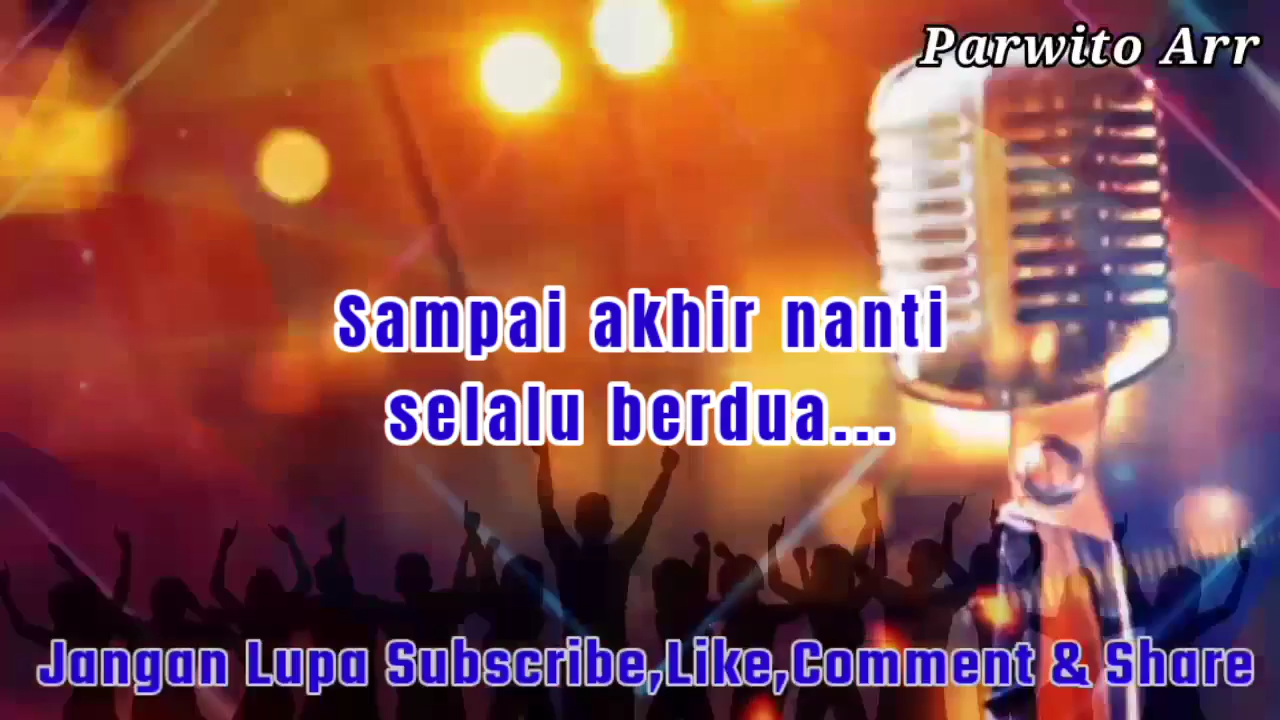 Parwito Arr
Sampai akhir nanti
selalu berdua...
Jangan Lupa Subscribe,Like,Comment & Share